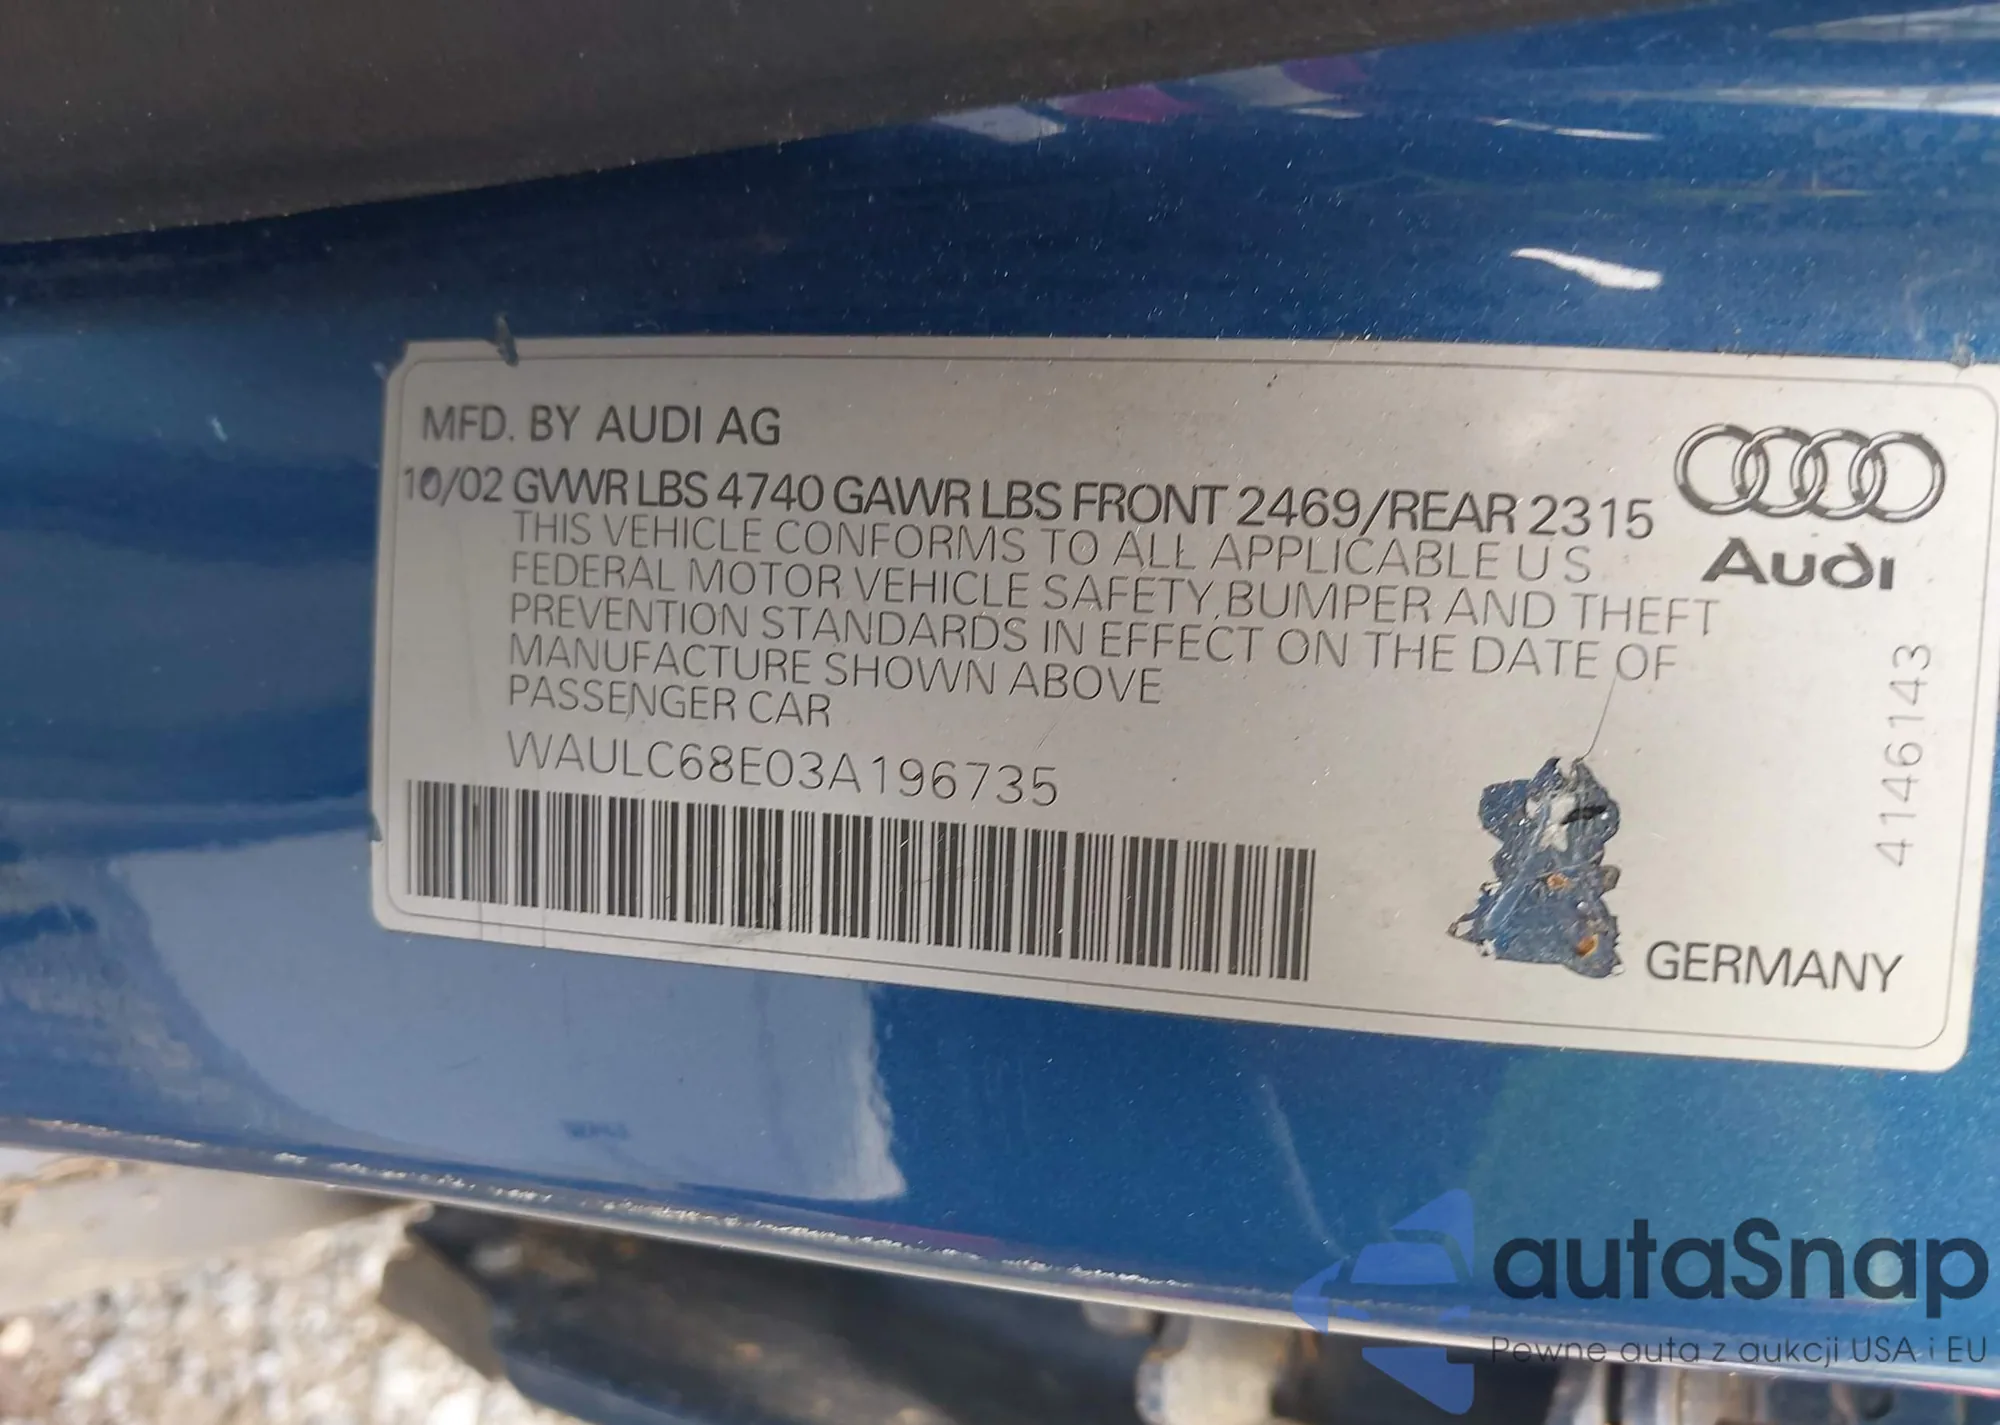 MFD. BY AUDI AG
10/02 GVWR LBS 4740 GAWR LBS FRONT 2469/REAR 2315
THIS VEHICLE CONFORMS TO ALL APPLICABLE U S
FEDERAL MOTOR VEHICLE SAFETY, BUMPER AND THEFT
PREVENTION STANDARDS IN EFFECT ON THE DATE OF
MANUFACTURE SHOWN ABOVE
PASSENGER CAR
WAULC68E03A196735
Audi
4146143
GERMANY
autaSnap
Pewne auta z aukcji USA i EU